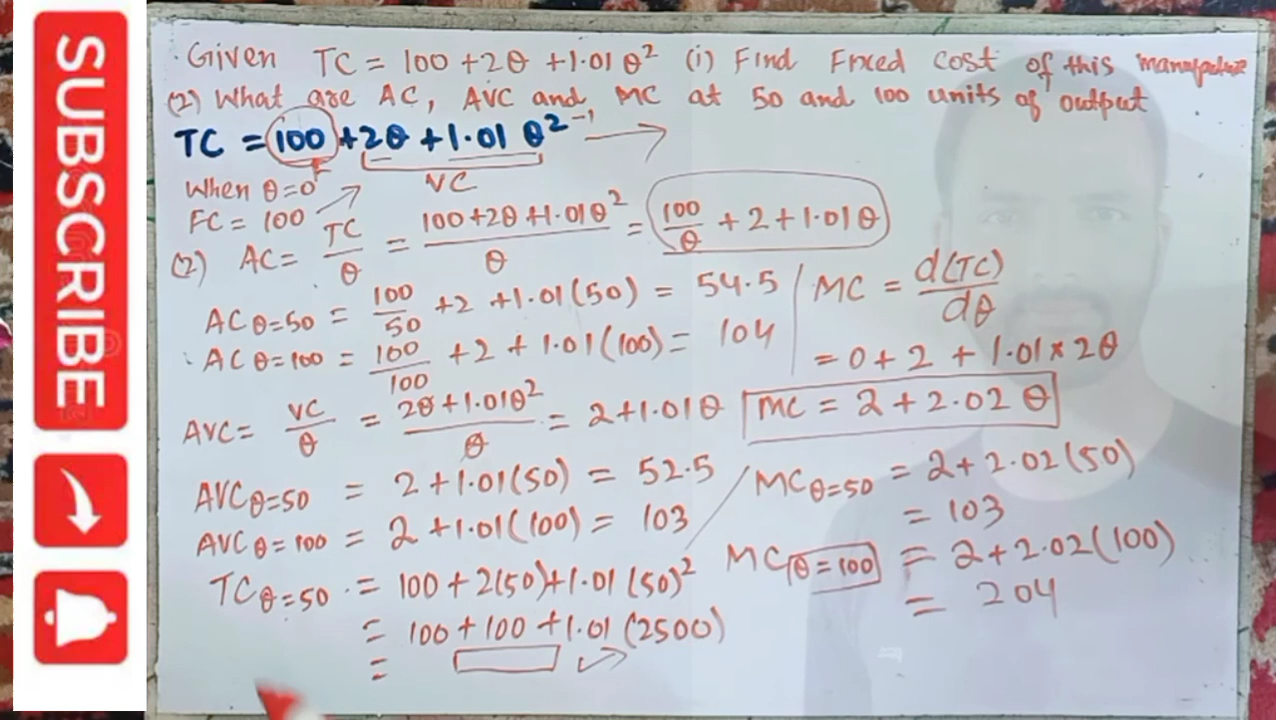 SUBSCRIBE
Given TC = 100 + 2θ + 1.01 θ² (i) Find Fixed cost of this
(2) What are AC, AVC and MC at 50 and 100 units of output
TC = 100 + 2θ + 1.01 θ²⁻¹
VC
When θ=0
FC = 100
(2) AC = TC/θ = 100+2θ+1.01θ²/θ = 100/θ + 2 + 1.01θ
AC θ=50 = 100/50 + 2 + 1.01(50) = 54.5
AC θ=100 = 100/100 + 2 + 1.01(100) = 104
AVC = VC/θ = 2θ+1.01θ²/θ = 2+1.01θ
AVC θ=50 = 2+1.01(50) = 52.5
AVC θ=100 = 2+1.01(100) = 103
TC θ=50 = 100 + 2(50)+1.01(50)²
= 100 + 100 + 1.01 (2500)
=
MC = d(TC)/dθ
= 0 + 2 + 1.01 × 2θ
MC = 2 + 2.02 θ
MC θ=50 = 2+2.02(50)
= 103
MC θ=100 = 2+2.02(100)
= 204